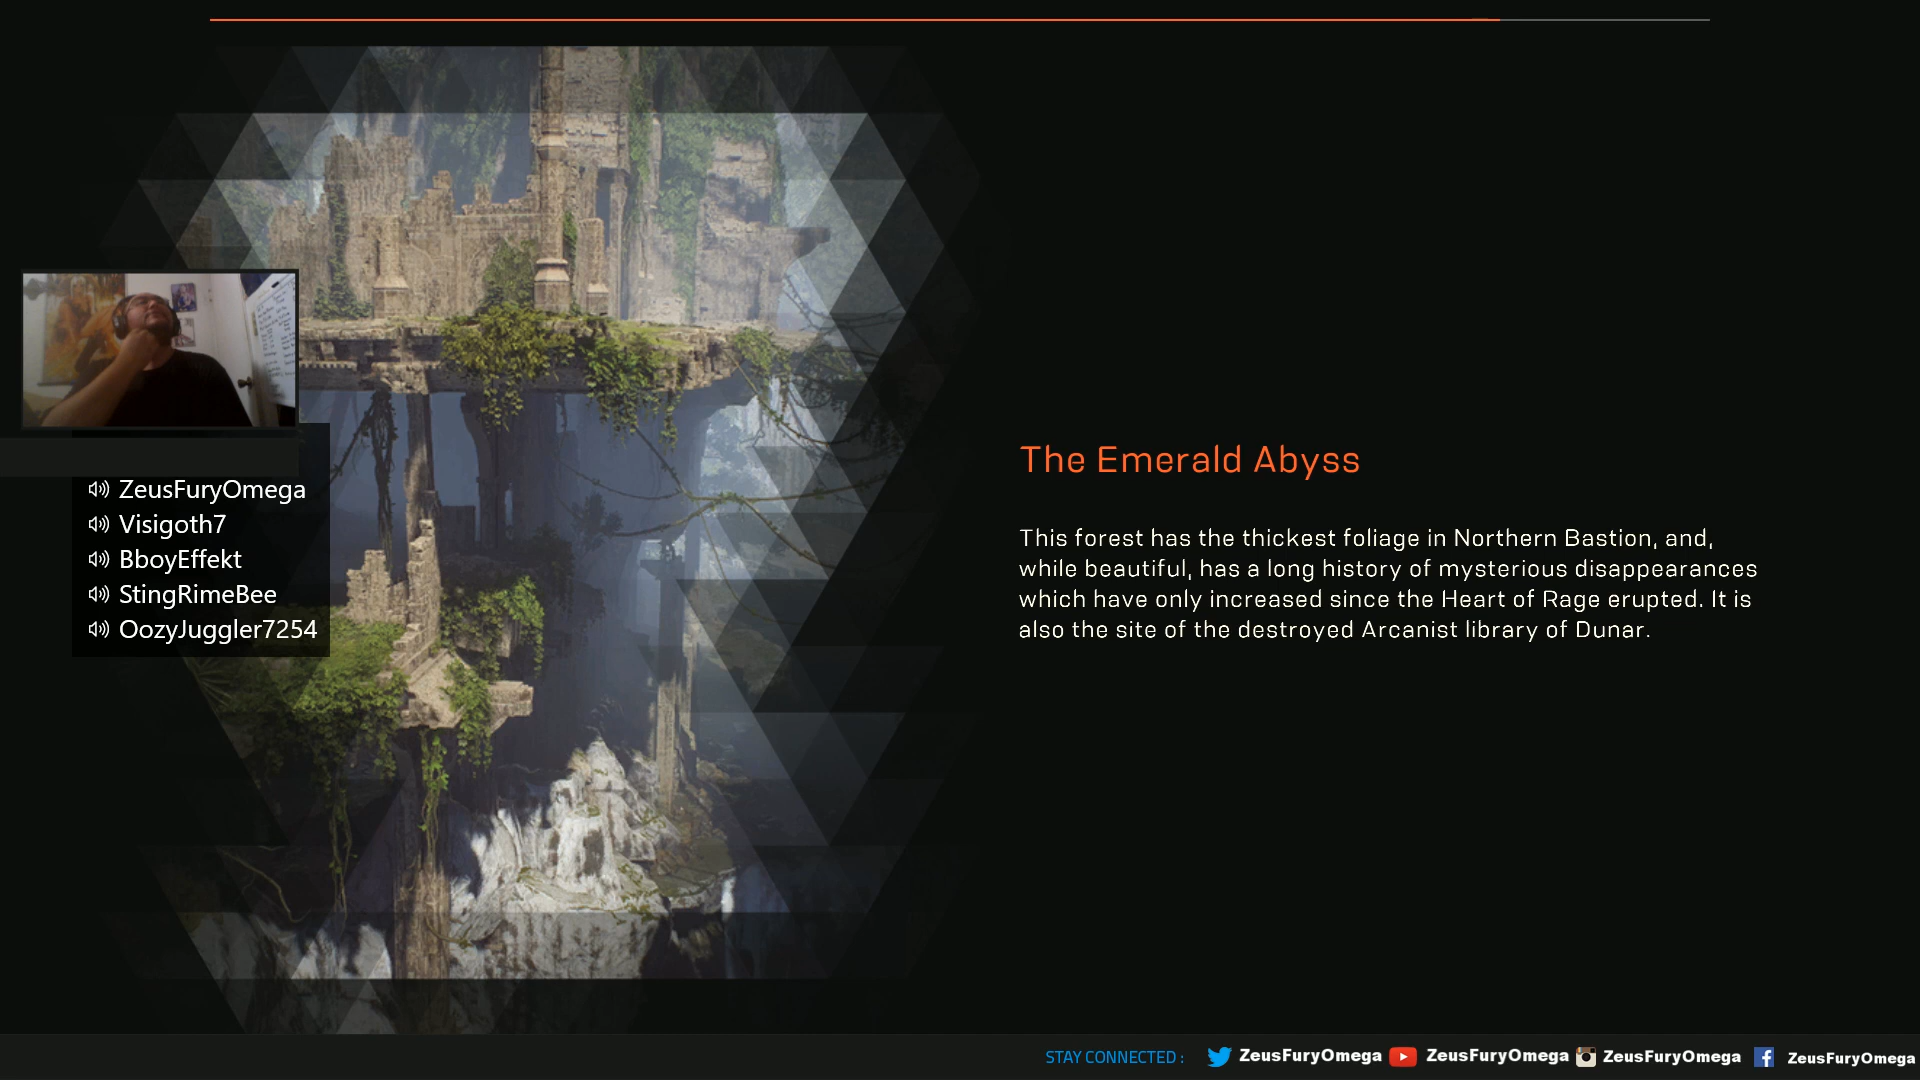 The Emerald Abyss
This forest has the thickest foliage in Northern Bastion, and,
while beautiful, has a long history of mysterious disappearances
which have only increased since the Heart of Rage erupted. It is
also the site of the destroyed Arcanist library of Dunar.
ZeusFuryOmega
Visigoth7
BboyEffekt
StingRimeBee
OozyJuggler7254
STAY CONNECTED : ZeusFuryOmega ZeusFuryOmega ZeusFuryOmega ZeusFuryOmega